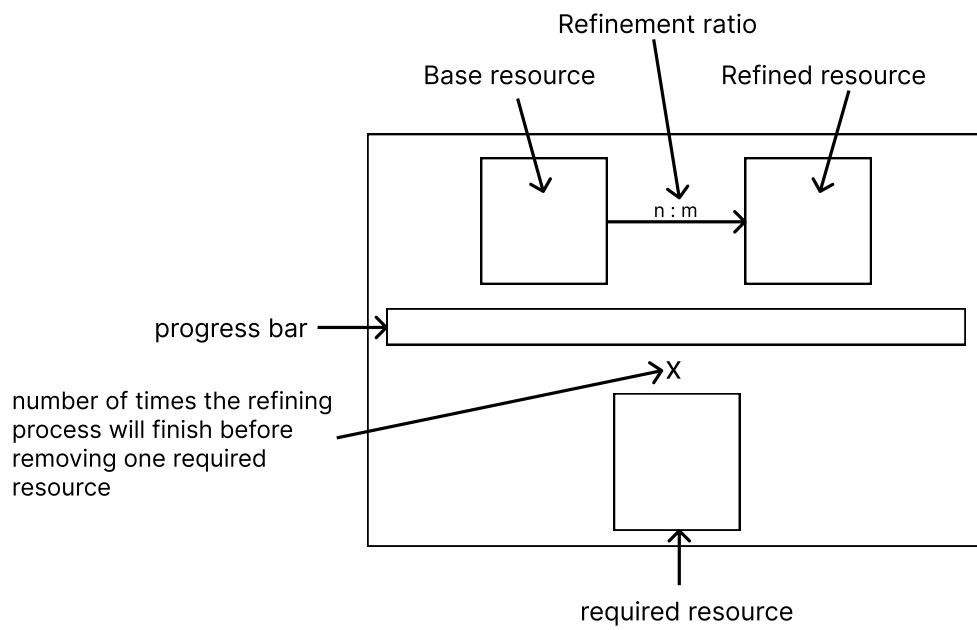 Refinement ratio
Base resource
Refined resource
n : m
progress bar
X
number of times the refining
process will finish before
removing one required
resource
required resource